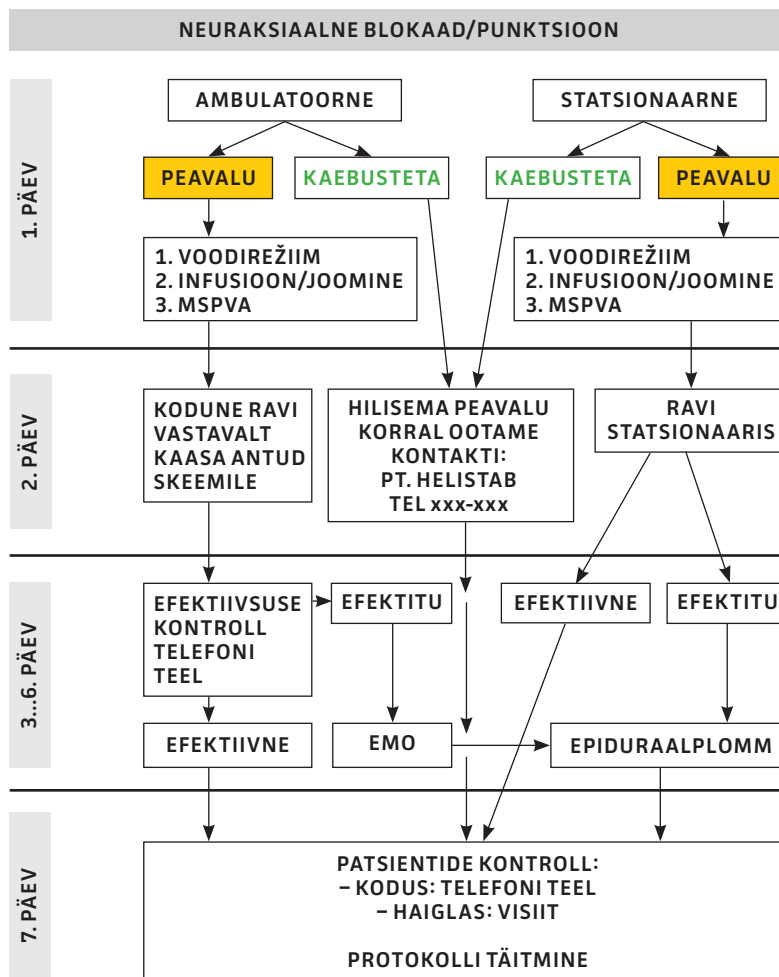 NEURAKSIAALNE BLOKAAD/PUNKTSIOON
1. PÄEV
AMBULATOORNE
STATSIONAARNE
PEAVALU
KAEBUSTETA
KAEBUSTETA
PEAVALU
1. VOODIREŽIIM
2. INFUSIOON/JOOMINE
3. MSPVA
1. VOODIREŽIIM
2. INFUSIOON/JOOMINE
3. MSPVA
2. PÄEV
KODUNE RAVI
VASTAVALT
KAASA ANTUD
SKEEMILE
HILISEMA PEAVALU
KORRAL OOTAME
KONTAKTI:
PT. HELISTAB
TEL xxx-xxx
RAVI
STATSIONAARIS
3...6. PÄEV
EFEKTIIVSUSE
KONTROLL
TELEFONI
TEEL
EFEKTITU
EFEKTIIVNE
EFEKTITU
EFEKTIIVNE
EMO
EPIDURAALPLOMM
7. PÄEV
PATSIENTIDE KONTROLL:
– KODUS: TELEFONI TEEL
– HAIGLAS: VISIIT
PROTOKOLLI TÄITMINE